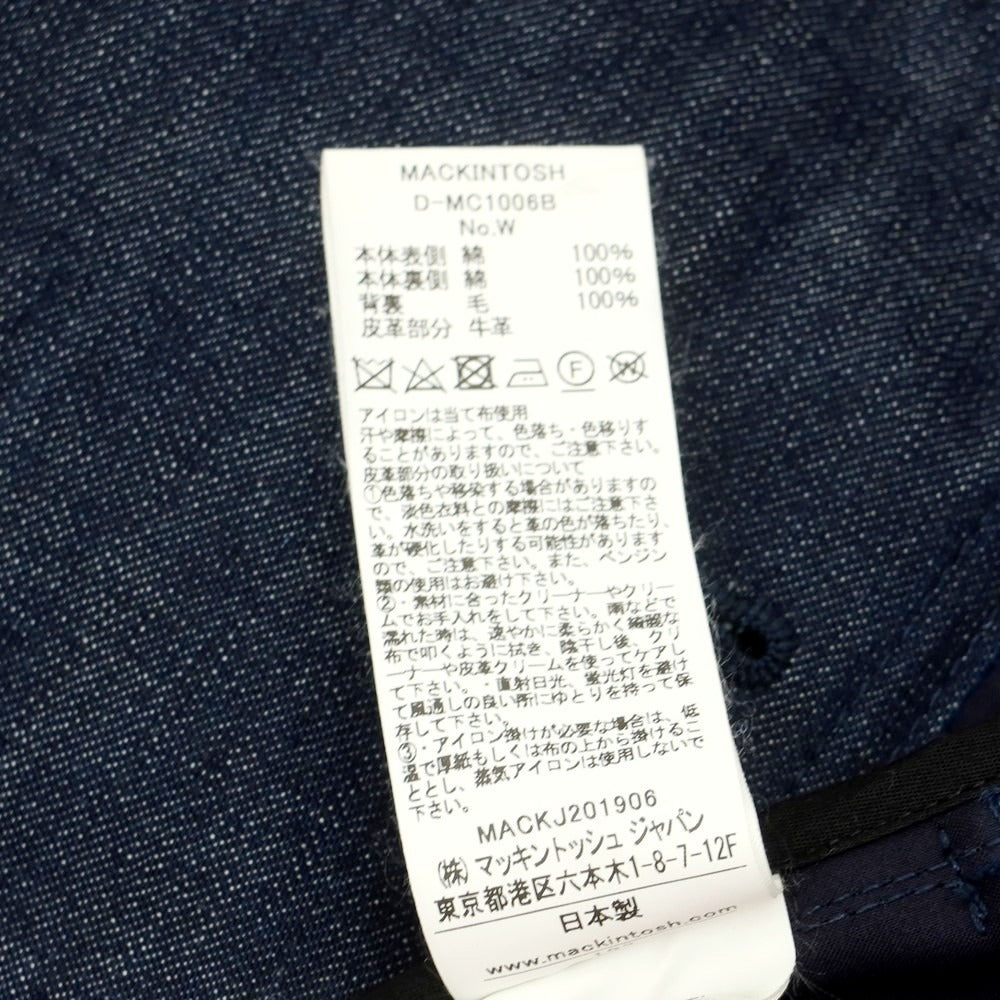 MACKINTOSH
D-MC1006B
No.W
本体表側 綿 100%
本体裏側 綿 100%
背裏 毛 100%
皮革部分 牛革
F
W
アイロンは当て布使用
汗や摩擦によって、色落ち・色移りす
ることがありますので、ご注意下さい。
皮革部分の取り扱いについて
①色落ちや移染する場合がありますの
で、淡色衣料との摩擦にはご注意下さ
い。水洗いをすると革の色が落ちたり、
革が硬化したりする可能性があります
ので、ご注意下さい。また、ベンジン
類の使用はお避け下さい。
②・素材に合ったクリーナーやクリー
ムでお手入れをして下さい。雨などで
濡れた時は、速やかに柔らかく綺麗な
布で叩くように拭き、陰干し後、クリ
ーナーや皮革クリームを使ってケアし
て下さい。・直射日光、蛍光灯を避け
て風通しの良い所にゆとりを持って保
存して下さい。
③・アイロン掛けが必要な場合は、低
温で厚紙もしくは布の上から掛けるこ
ととし、蒸気アイロンは使用しないで
下さい。
MACKJ201906
(株) マッキントッシュ ジャパン
東京都港区六本木1-8-7-12F
日本製
www.mackintosh.com